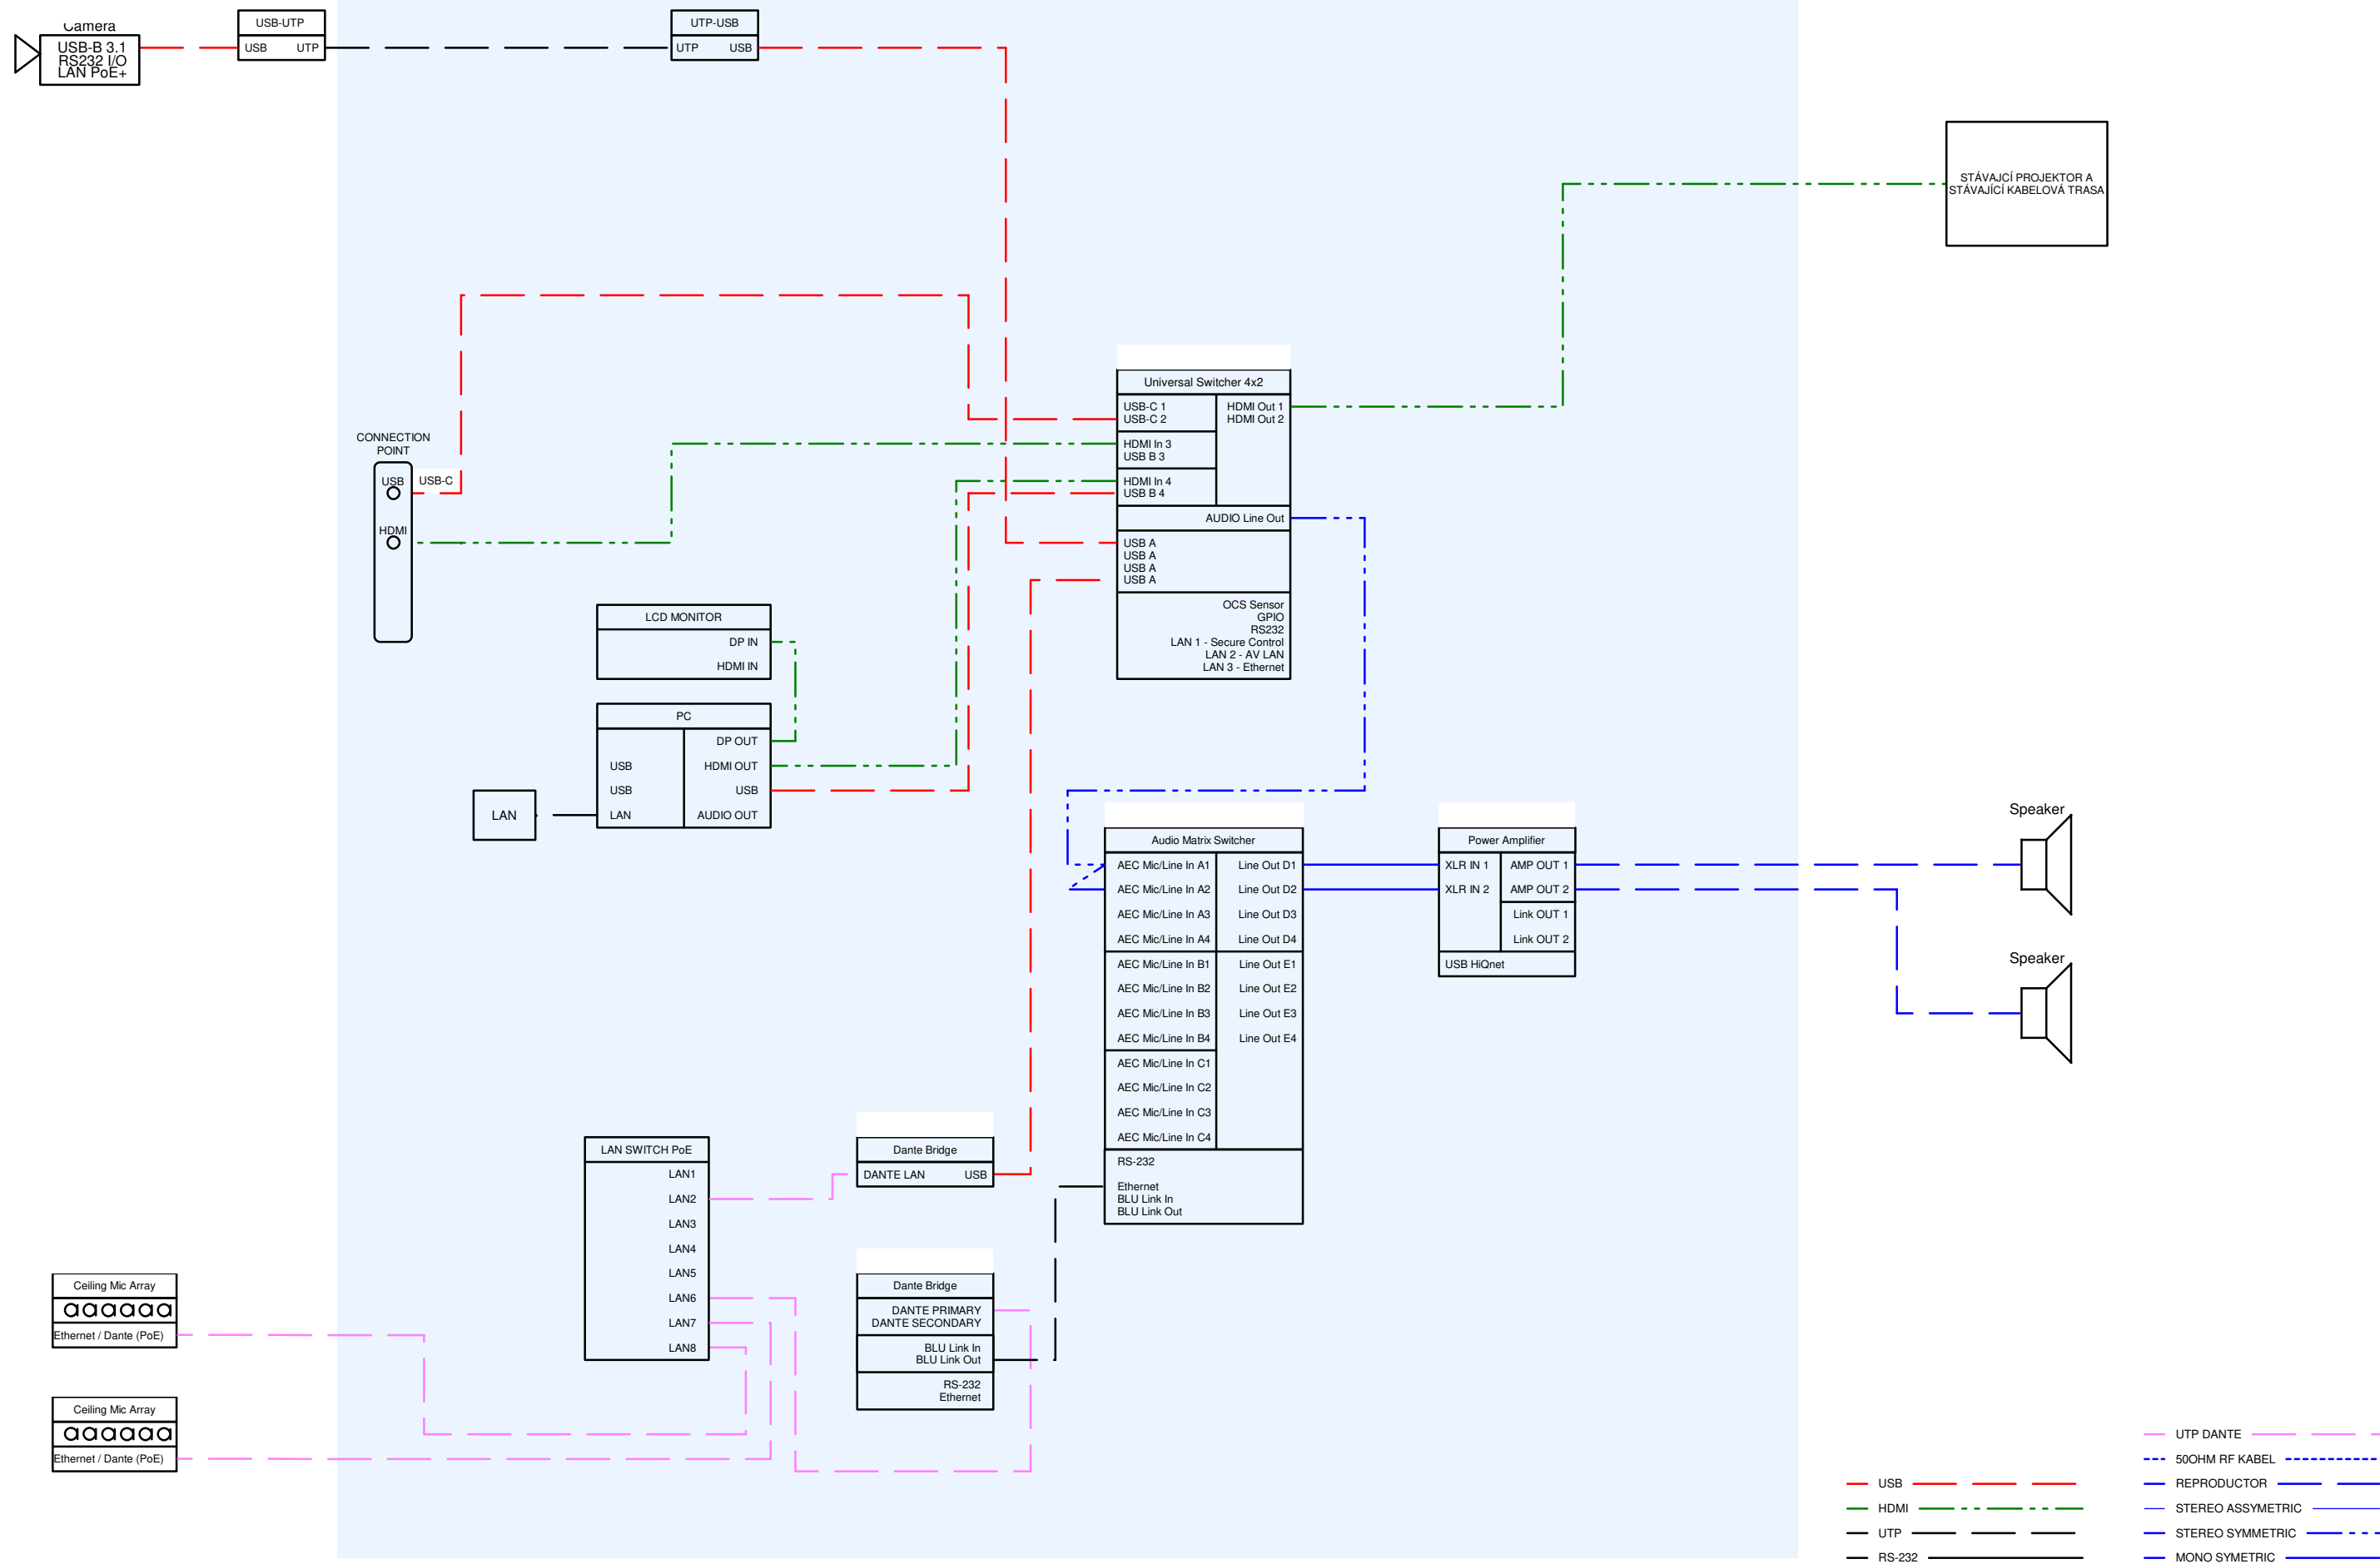 Camera
USB-B 3.1
RS232 I/O
LAN PoE+
USB-UTP
USB UTP
UTP-USB
UTP USB
STÁVAJCÍ PROJEKTOR A
STÁVAJÍCÍ KABELOVÁ TRASA
CONNECTION
POINT
USB
USB-C
HDMI
Universal Switcher 4x2
USB-C 1 HDMI Out 1
USB-C 2 HDMI Out 2
HDMI In 3
USB B 3
HDMI In 4
USB B 4
AUDIO Line Out
USB A
USB A
USB A
USB A
OCS Sensor
GPIO
RS232
LAN 1 - Secure Control
LAN 2 - AV LAN
LAN 3 - Ethernet
LCD MONITOR
DP IN
HDMI IN
PC
DP OUT
USB HDMI OUT
USB USB
LAN AUDIO OUT
LAN
Audio Matrix Switcher
AEC Mic/Line In A1 Line Out D1
AEC Mic/Line In A2 Line Out D2
AEC Mic/Line In A3 Line Out D3
AEC Mic/Line In A4 Line Out D4
AEC Mic/Line In B1 Line Out E1
AEC Mic/Line In B2 Line Out E2
AEC Mic/Line In B3 Line Out E3
AEC Mic/Line In B4 Line Out E4
AEC Mic/Line In C1
AEC Mic/Line In C2
AEC Mic/Line In C3
AEC Mic/Line In C4
RS-232
Ethernet
BLU Link In
BLU Link Out
Power Amplifier
XLR IN 1 AMP OUT 1
XLR IN 2 AMP OUT 2
Link OUT 1
Link OUT 2
USB HiQnet
Speaker
Speaker
LAN SWITCH PoE
LAN1
LAN2
LAN3
LAN4
LAN5
LAN6
LAN7
LAN8
Dante Bridge
DANTE LAN USB
Dante Bridge
DANTE PRIMARY
DANTE SECONDARY
BLU Link In
BLU Link Out
RS-232
Ethernet
Ceiling Mic Array
Ethernet / Dante (PoE)
Ceiling Mic Array
Ethernet / Dante (PoE)
USB
HDMI
UTP
RS-232
UTP DANTE
50OHM RF KABEL
REPRODUCTOR
STEREO ASSYMETRIC
STEREO SYMMETRIC
MONO SYMETRIC